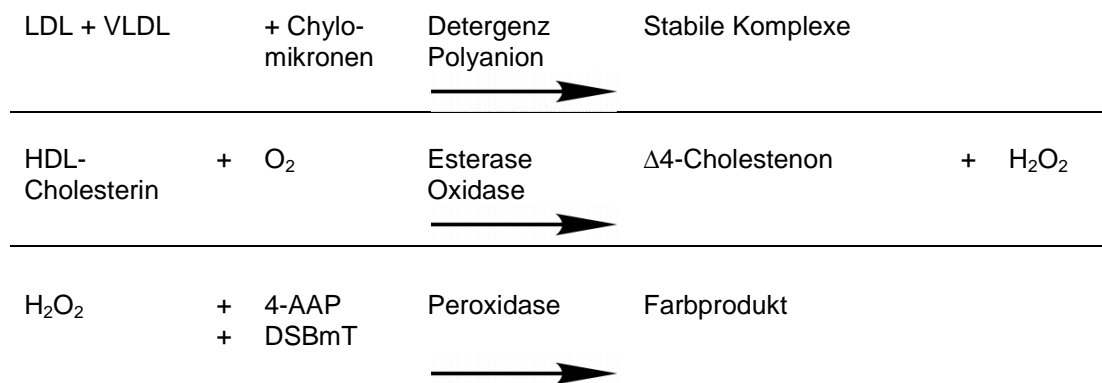 LDL + VLDL + Chylo- Detergenz Stabile Komplexe
mikronen Polyanion
HDL- + O₂ Esterase Δ4-Cholestenon + H₂O₂
Cholesterin Oxidase
H₂O₂ + 4-AAP Peroxidase Farbprodukt
+ DSBmT